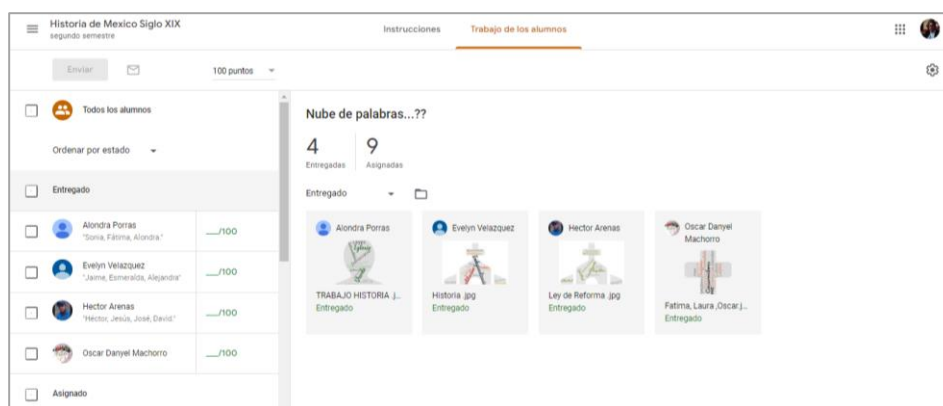 Historia de Mexico Siglo XIX
segundo semestre
Instrucciones
Trabajo de los alumnos
Enviar
100 puntos
Todos los alumnos
Ordenar por estado
Entregado
Alondra Porras
"Sonia, Fátima, Alondra."
__/100
Evelyn Velazquez
"Jaime, Esmeralda, Alejandra"
__/100
Hector Arenas
"Héctor, Jesús, José, David."
__/100
Oscar Danyel Machorro
__/100
Asignado
Nube de palabras...??
4
9
Entregadas
Asignadas
Entregado
Alondra Porras
TRABAJO HISTORIA .j...
Entregado
Evelyn Velazquez
Historia .jpg
Entregado
Hector Arenas
Ley de Reforma .jpg
Entregado
Oscar Danyel
Machorro
Fatima, Laura ,Oscar.j...
Entregado